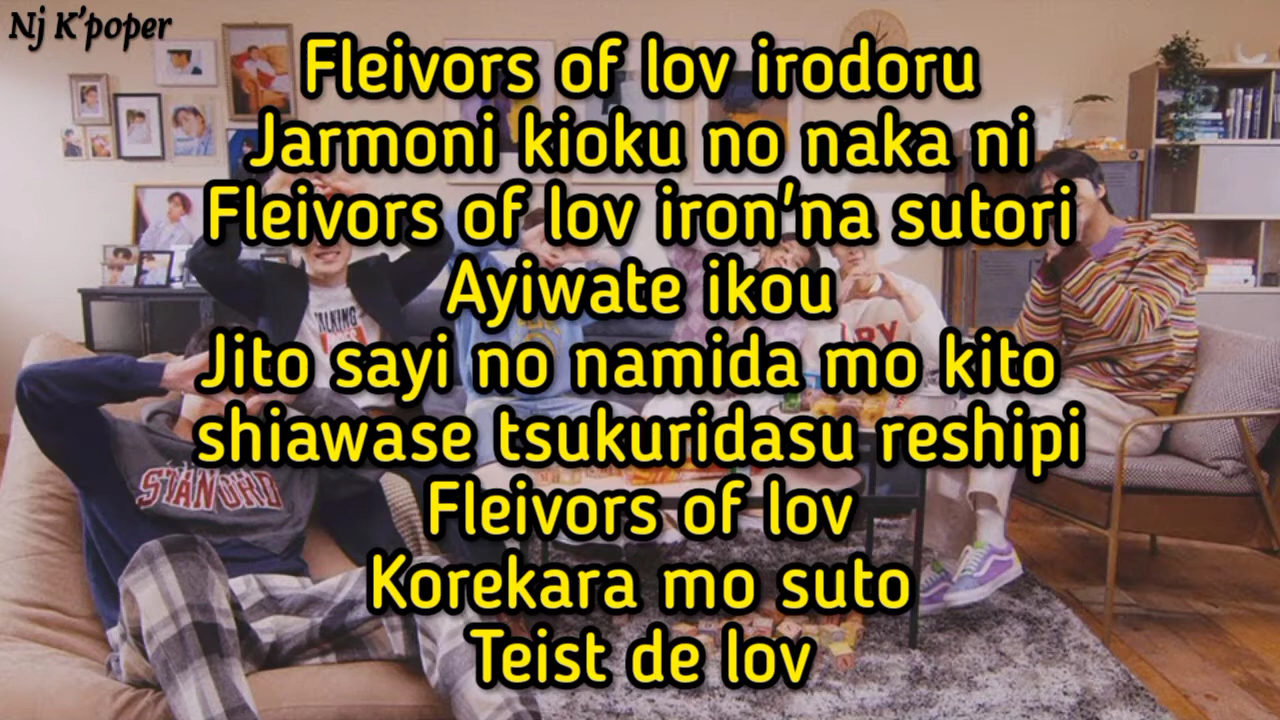 Nj K'poper
Fleivors of lov irodoru
Jarmoni kioku no naka ni
Fleivors of lov iron'na sutori
Ayiwate ikou
Jito sayi no namida mo kito
shiawase tsukuridasu reshipi
Fleivors of lov
Korekara mo suto
Teist de lov